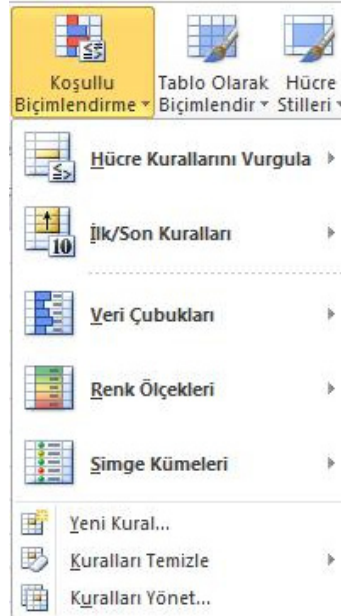 Koşullu
Biçimlendirme
Tablo Olarak
Biçimlendir
Hücre
Stilleri
≤≠
≥
Hücre Kurallarını Vurgula
≤>
İlk/Son Kuralları
10
Veri Çubukları
Renk Ölçekleri
Simge Kümeleri
Yeni Kural...
Kuralları Temizle
Kuralları Yönet...